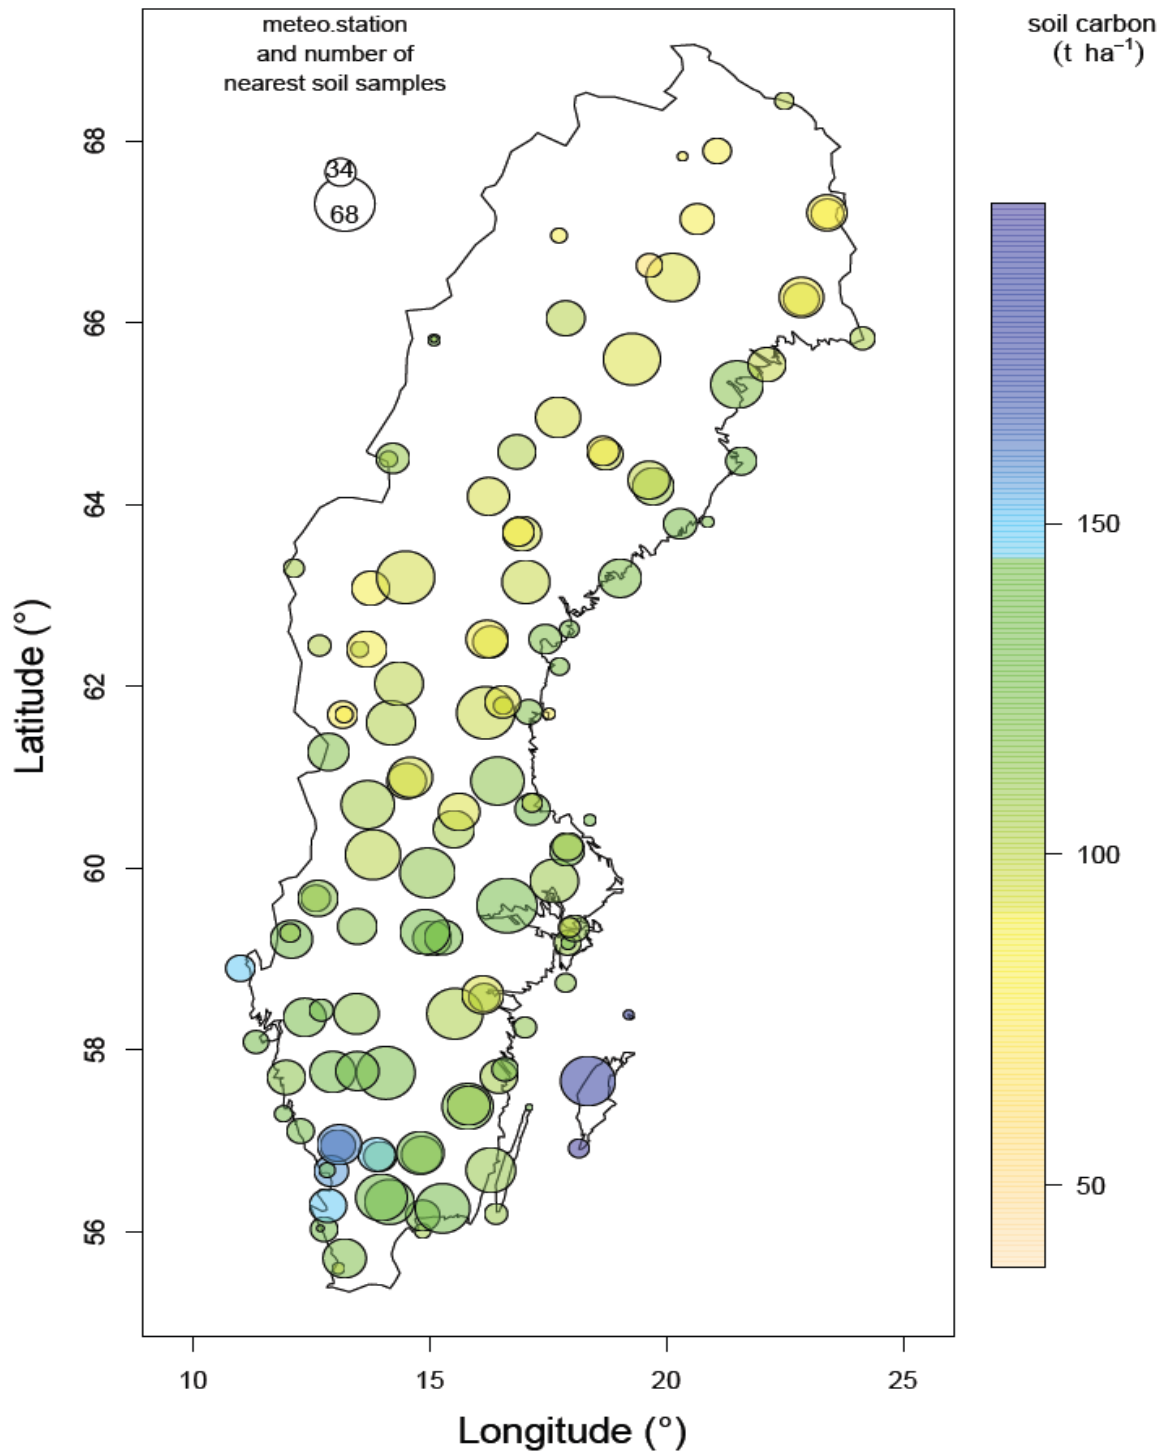 meteo.station
and number of
nearest soil samples
soil carbon
(t ha⁻¹)
34
68
68
66
64
62
60
58
56
Latitude (°)
150
100
50
10 15 20 25
Longitude (°)